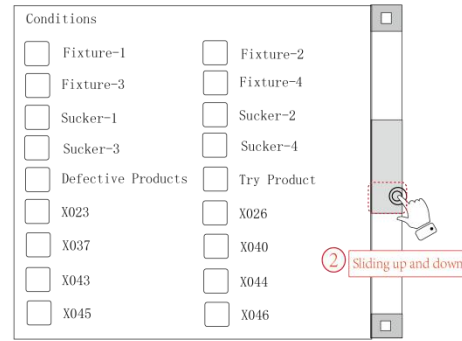 Conditions
Fixture-1 Fixture-2
Fixture-3 Fixture-4
Sucker-1 Sucker-2
Sucker-3 Sucker-4
Defective Products Try Product
X023 X026
X037 X040
② Sliding up and down
X043 X044
X045 X046